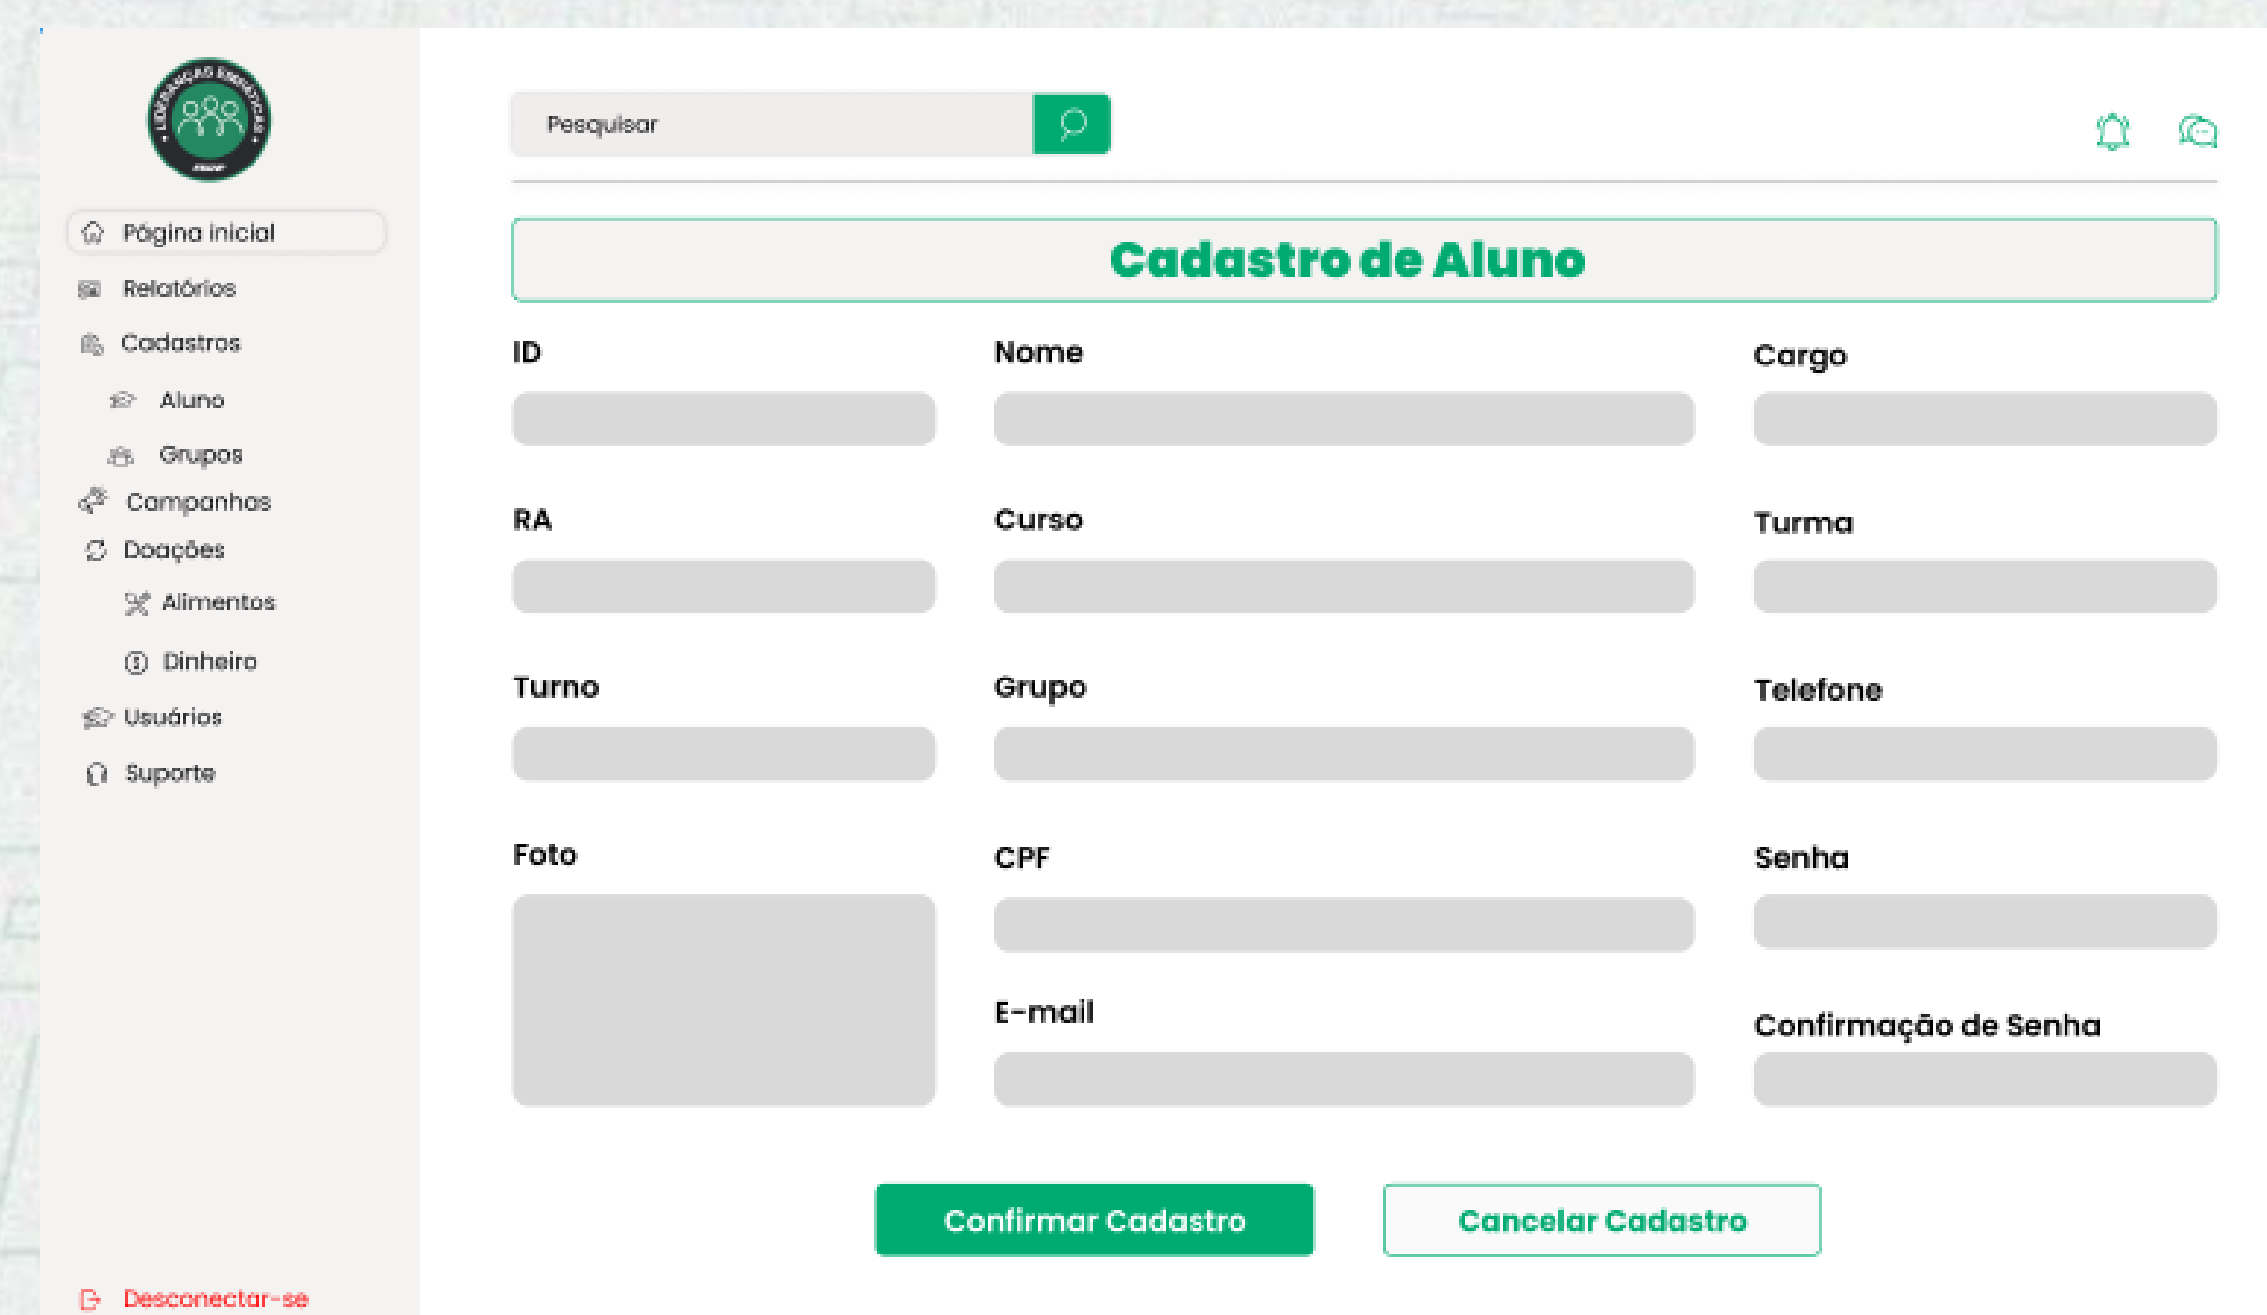 LIDERANÇAS EMPÁTICAS
Página inicial
Relatórios
Cadastros
Aluno
Grupos
Campanhas
Doações
Alimentos
Dinheiro
Usuários
Suporte
Desconectar-se
Pesquisar
Cadastro de Aluno
ID
Nome
Cargo
RA
Curso
Turma
Turno
Grupo
Telefone
Foto
CPF
Senha
E-mail
Confirmação de Senha
Confirmar Cadastro
Cancelar Cadastro